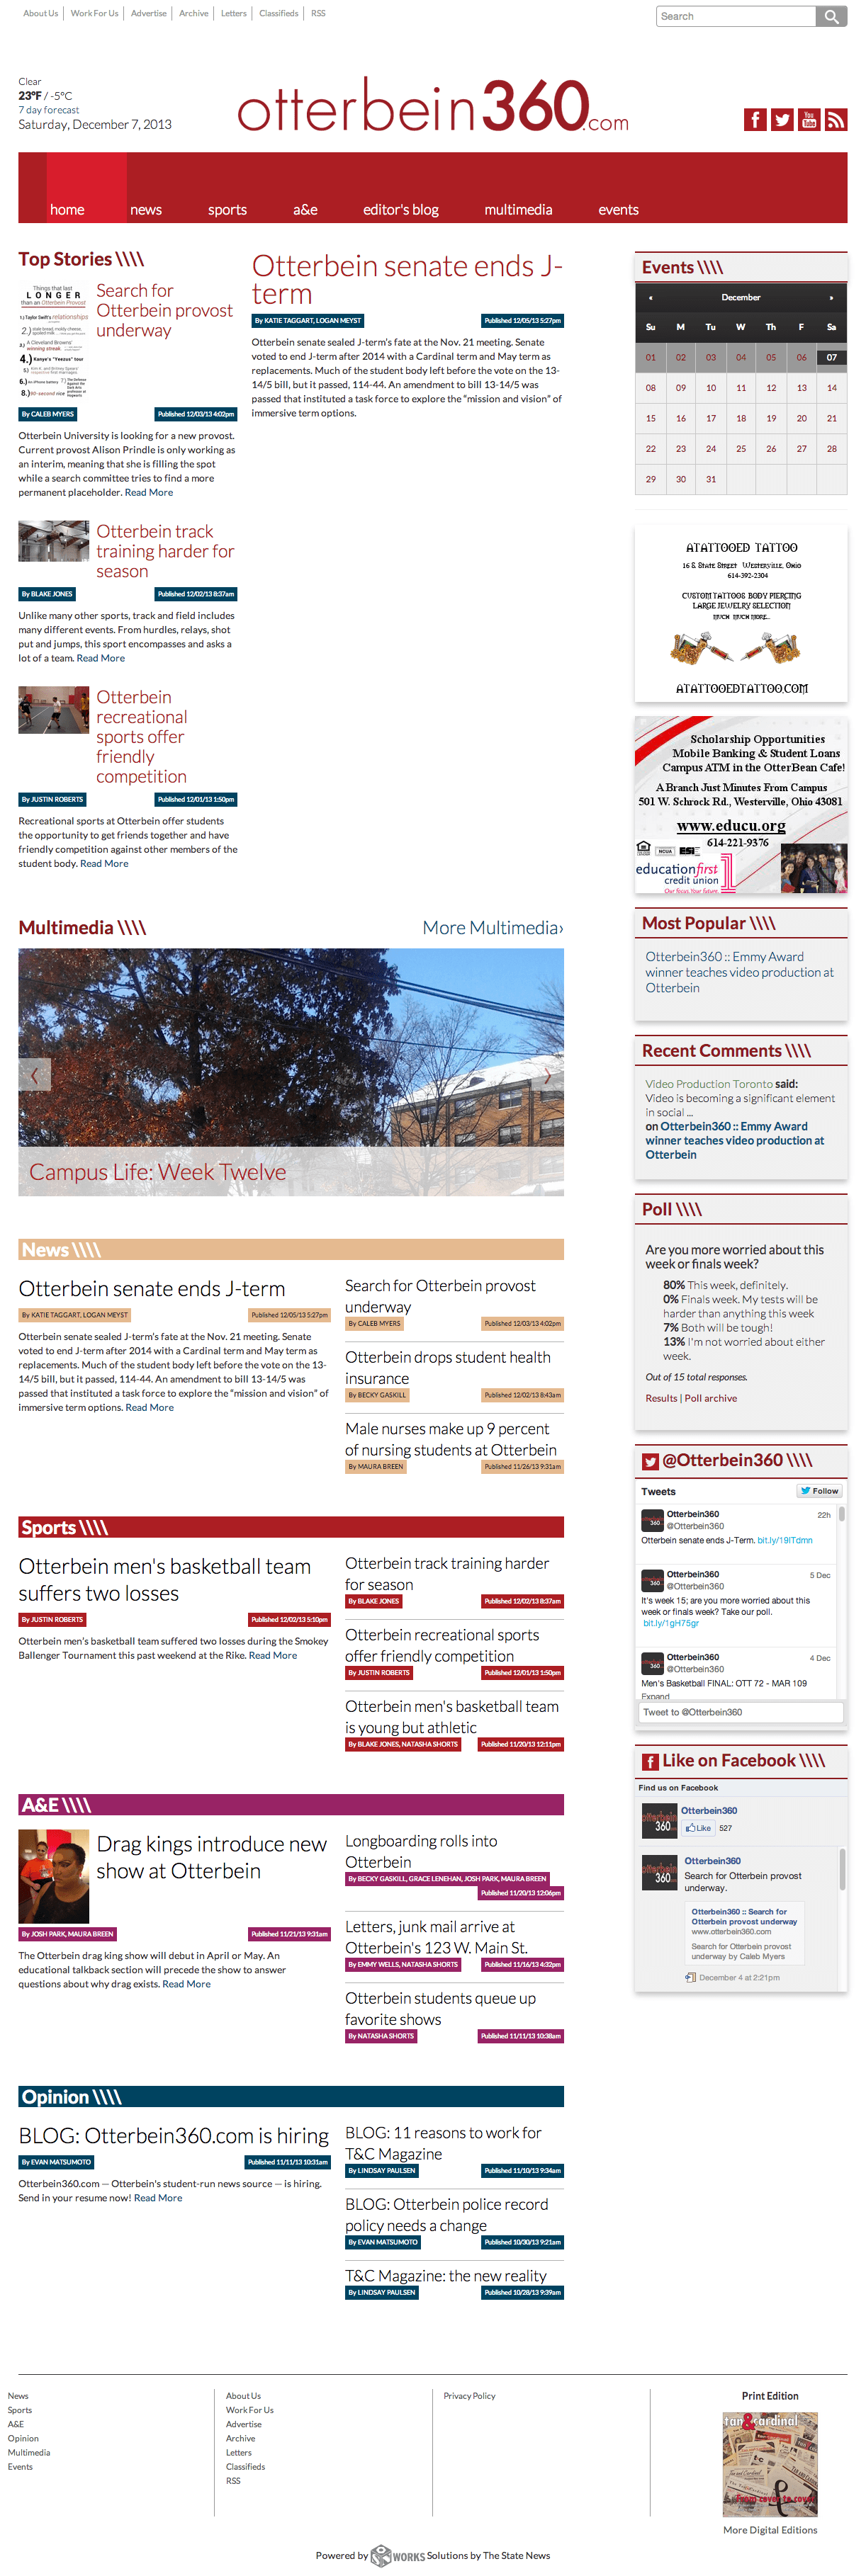 About Us
Work For Us
Advertise
Archive
Letters
Classifieds
RSS
Search
Clear
23°F / -5°C
7 day forecast
Saturday, December 7, 2013
otterbein360.com
home
news
sports
a&e
editor's blog
multimedia
events
Top Stories \\\\
Things that last
LONGER
than an Otterbein Provost
Search for
Otterbein provost
underway
By CALEB MYERS
Published 12/03/13 4:02pm
Otterbein University is looking for a new provost.
Current provost Alison Prindle is only working as
an interim, meaning that she is filling the spot
while a search committee tries to find a more
permanent placeholder. Read More
Otterbein track
training harder for
season
By BLAKE JONES
Published 12/02/13 8:37am
Unlike many other sports, track and field includes
many different events. From hurdles, relays, shot
put and jumps, this sport encompasses and asks a
lot of a team. Read More
Otterbein
recreational
sports offer
friendly
competition
By JUSTIN ROBERTS
Published 12/01/13 1:50pm
Recreational sports at Otterbein offer students
the opportunity to get friends together and have
friendly competition against other members of the
student body. Read More
Otterbein senate ends J-
term
By KATIE TAGGART, LOGAN MEYST
Published 12/05/13 5:27pm
Otterbein senate sealed J-term's fate at the Nov. 21 meeting. Senate
voted to end J-term after 2014 with a Cardinal term and May term as
replacements. Much of the student body left before the vote on the 13-
14/5 bill, but it passed, 114-44. An amendment to bill 13-14/5 was
passed that instituted a task force to explore the "mission and vision" of
immersive term options.
Multimedia \\\\
More Multimedia›
Campus Life: Week Twelve
News \\\\
Otterbein senate ends J-term
By KATIE TAGGART, LOGAN MEYST
Published 12/05/13 5:27pm
Otterbein senate sealed J-term's fate at the Nov. 21 meeting. Senate
voted to end J-term after 2014 with a Cardinal term and May term as
replacements. Much of the student body left before the vote on the 13-
14/5 bill, but it passed, 114-44. An amendment to bill 13-14/5 was
passed that instituted a task force to explore the "mission and vision" of
immersive term options. Read More
Search for Otterbein provost
underway
By CALEB MYERS
Published 12/03/13 4:02pm
Otterbein drops student health
insurance
By BECKY GASKILL
Published 12/02/13 8:43am
Male nurses make up 9 percent
of nursing students at Otterbein
By MAURA BREEN
Published 11/26/13 9:31am
Sports \\\\
Otterbein men's basketball team
suffers two losses
By JUSTIN ROBERTS
Published 12/02/13 5:10pm
Otterbein men's basketball team suffered two losses during the Smokey
Ballenger Tournament this past weekend at the Rike. Read More
Otterbein track training harder
for season
By BLAKE JONES
Published 12/02/13 8:37am
Otterbein recreational sports
offer friendly competition
By JUSTIN ROBERTS
Published 12/01/13 1:50pm
Otterbein men's basketball team
is young but athletic
By BLAKE JONES, NATASHA SHORTS
Published 11/20/13 12:11pm
A&E \\\\
Drag kings introduce new
show at Otterbein
By JOSH PARK, MAURA BREEN
Published 11/21/13 9:31am
The Otterbein drag king show will debut in April or May. An
educational talkback section will precede the show to answer
questions about why drag exists. Read More
Longboarding rolls into
Otterbein
By BECKY GASKILL, GRACE LENEHAN, JOSH PARK, MAURA BREEN
Published 11/20/13 12:06pm
Letters, junk mail arrive at
Otterbein's 123 W. Main St.
By EMMY WELLS, NATASHA SHORTS
Published 11/16/13 4:32pm
Otterbein students queue up
favorite shows
By NATASHA SHORTS
Published 11/11/13 10:38am
Opinion \\\\
BLOG: Otterbein360.com is hiring
By EVAN MATSUMOTO
Published 11/11/13 10:31am
Otterbein360.com — Otterbein's student-run news source — is hiring.
Send in your resume now! Read More
BLOG: 11 reasons to work for
T&C Magazine
By LINDSAY PAULSEN
Published 11/10/13 9:34am
BLOG: Otterbein police record
policy needs a change
By EVAN MATSUMOTO
Published 10/30/13 9:21am
T&C Magazine: the new reality
By LINDSAY PAULSEN
Published 10/28/13 9:39am
Events \\\\
« December »
Su M Tu W Th F Sa
01 02 03 04 05 06 07
08 09 10 11 12 13 14
15 16 17 18 19 20 21
22 23 24 25 26 27 28
29 30 31
ATATTOOED TATTOO
16 S State Street Westerville, Ohio
614-392-2304
CUSTOM TATTOOS BODY PIERCING
LARGE JEWELRY SELECTION
MUCH MUCH MORE...
ATATTOOEDTATTOO.COM
Scholarship Opportunities
Mobile Banking & Student Loans
Campus ATM in the OtterBean Cafe!
A Branch Just Minutes From Campus
501 W. Schrock Rd., Westerville, Ohio 43081
www.educu.org
614-221-9376
NCUA ESI
educationfirst
credit union
Our focus. Your future.
Most Popular \\\\
Otterbein360 :: Emmy Award
winner teaches video production at
Otterbein
Recent Comments \\\\
Video Production Toronto said:
Video is becoming a significant element
in social ...
on Otterbein360 :: Emmy Award
winner teaches video production at
Otterbein
Poll \\\\
Are you more worried about this
week or finals week?
80% This week, definitely.
0% Finals week. My tests will be
harder than anything this week
7% Both will be tough!
13% I'm not worried about either
week.
Out of 15 total responses.
Results | Poll archive
@Otterbein360 \\\\
Tweets
Follow
Otterbein360 22h
@Otterbein360
Otterbein senate ends J-Term. bit.ly/19lTdmn
Otterbein360 5 Dec
@Otterbein360
It's week 15; are you more worried about this
week or finals week? Take our poll.
bit.ly/1gH75gr
Otterbein360 4 Dec
@Otterbein360
Men's Basketball FINAL: OTT 72 - MAR 109
Expand
Tweet to @Otterbein360
Like on Facebook \\\\
Find us on Facebook
Otterbein360
Like 527
Otterbein360
Search for Otterbein provost
underway.
Otterbein360 :: Search for
Otterbein provost underway
www.otterbein360.com
Search for Otterbein provost
underway by Caleb Myers
December 4 at 2:21pm
News
Sports
A&E
Opinion
Multimedia
Events
About Us
Work For Us
Advertise
Archive
Letters
Classifieds
RSS
Privacy Policy
Print Edition
tan&cardinal
From cover to cover
More Digital Editions
Powered by SNWORKS Solutions by The State News